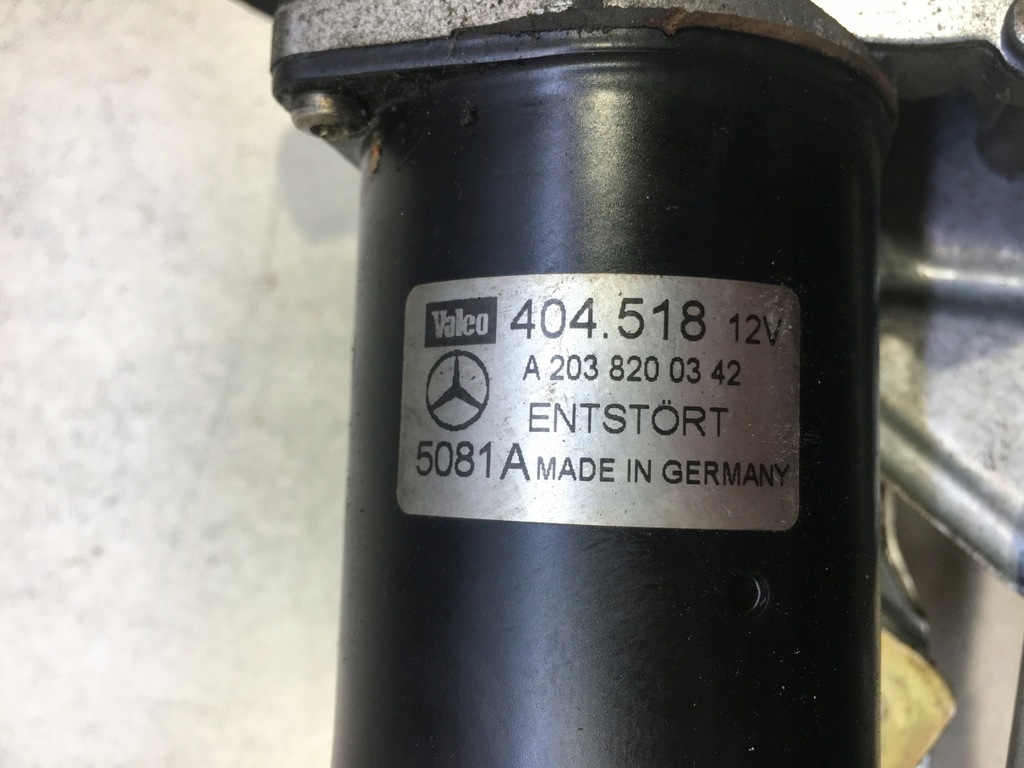 Valeo 404.518 12V
A 203 820 03 42
ENTSTÖRT
5081A MADE IN GERMANY